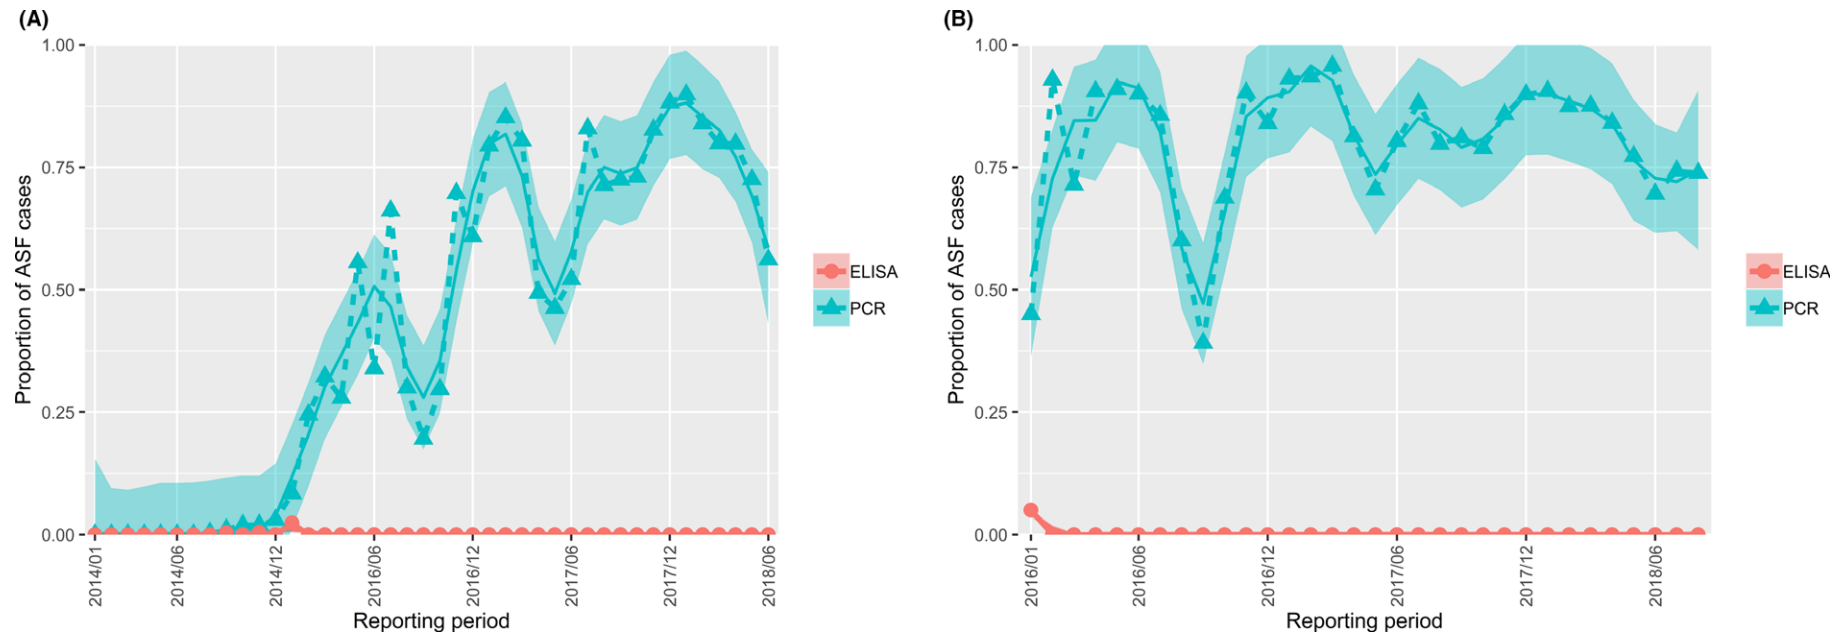 (A)
Proportion of ASF cases
1.00
0.75
0.50
0.25
0.00
2014/01
2014/06
2014/12
2016/06
2016/12
2017/06
2017/12
2018/06
Reporting period
ELISA
PCR
(B)
Proportion of ASF cases
1.00
0.75
0.50
0.25
0.00
2016/01
2016/06
2016/12
2017/06
2017/12
2018/06
Reporting period
ELISA
PCR